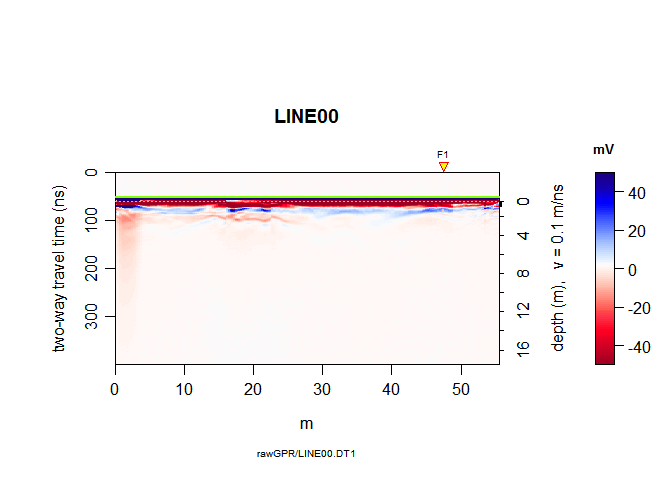 LINE00
F1
mV
0
100
200
300
two-way travel time (ns)
0
4
8
12
16
depth (m),   v = 0.1 m/ns
40
20
0
-20
-40
0
10
20
30
40
50
m
rawGPR/LINE00.DT1